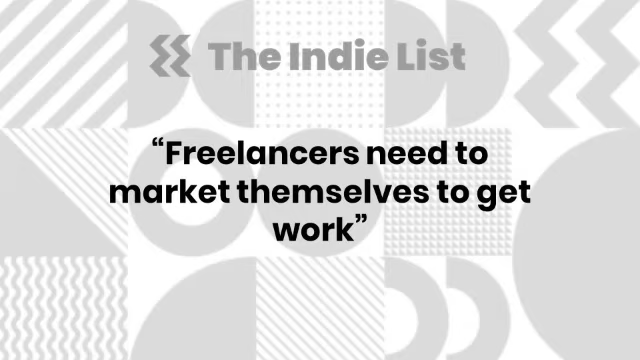 The Indie List
“Freelancers need to
market themselves to get
work”